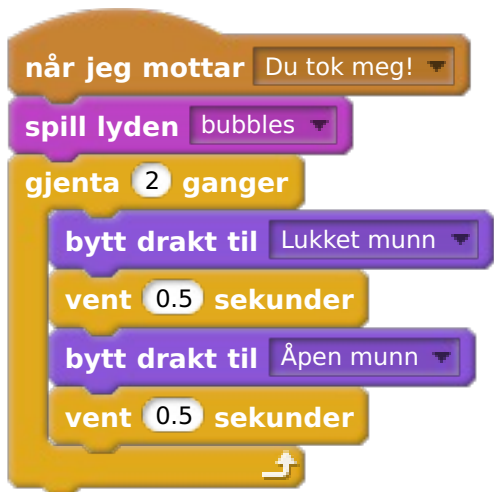 når jeg mottar Du tok meg!
spill lyden bubbles
gjenta 2 ganger
bytt drakt til Lukket munn
vent 0.5 sekunder
bytt drakt til Åpen munn
vent 0.5 sekunder